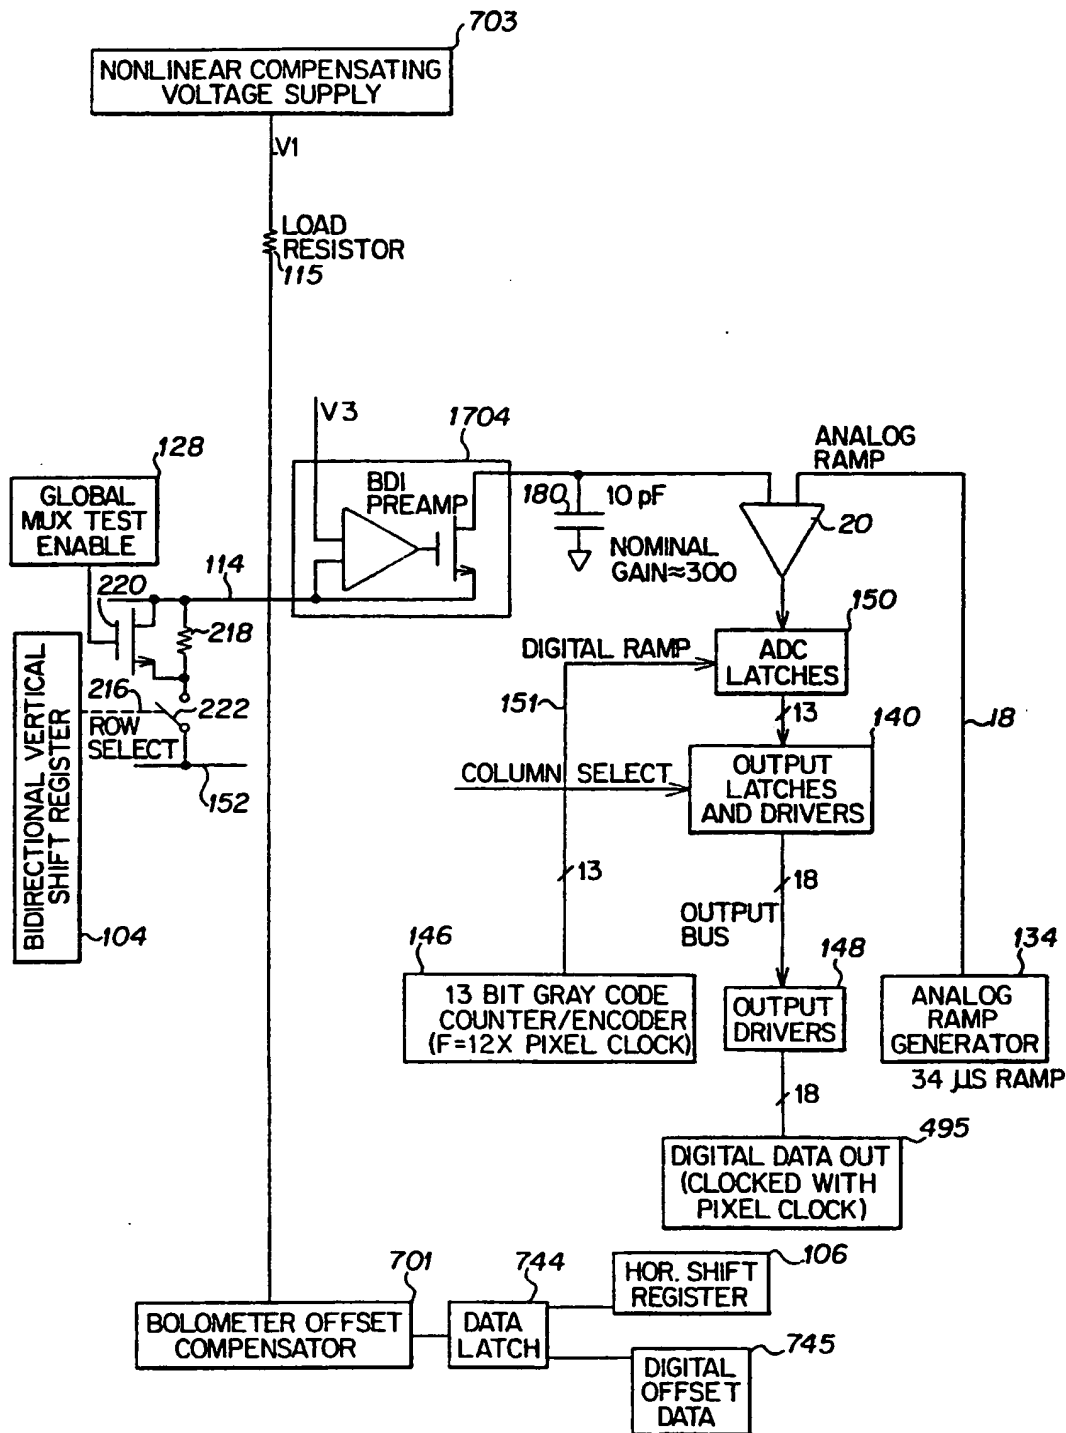 703
NONLINEAR COMPENSATING
VOLTAGE SUPPLY
V1
LOAD
RESISTOR
115
V3
1704
BDI
PREAMP
128
GLOBAL
MUX TEST
ENABLE
220
114
218
216
222
ROW
SELECT
152
BIDIRECTIONAL VERTICAL
SHIFT REGISTER
104
180
10 pF
NOMINAL
GAIN≈300
ANALOG
RAMP
20
150
DIGITAL RAMP
ADC
LATCHES
151
13
140
18
COLUMN SELECT
OUTPUT
LATCHES
AND DRIVERS
13
18
OUTPUT
BUS
146
13 BIT GRAY CODE
COUNTER/ENCODER
(F=12X PIXEL CLOCK)
148
OUTPUT
DRIVERS
134
ANALOG
RAMP
GENERATOR
34 µS RAMP
18
495
DIGITAL DATA OUT
(CLOCKED WITH
PIXEL CLOCK)
701
BOLOMETER OFFSET
COMPENSATOR
744
DATA
LATCH
106
HOR. SHIFT
REGISTER
745
DIGITAL
OFFSET
DATA